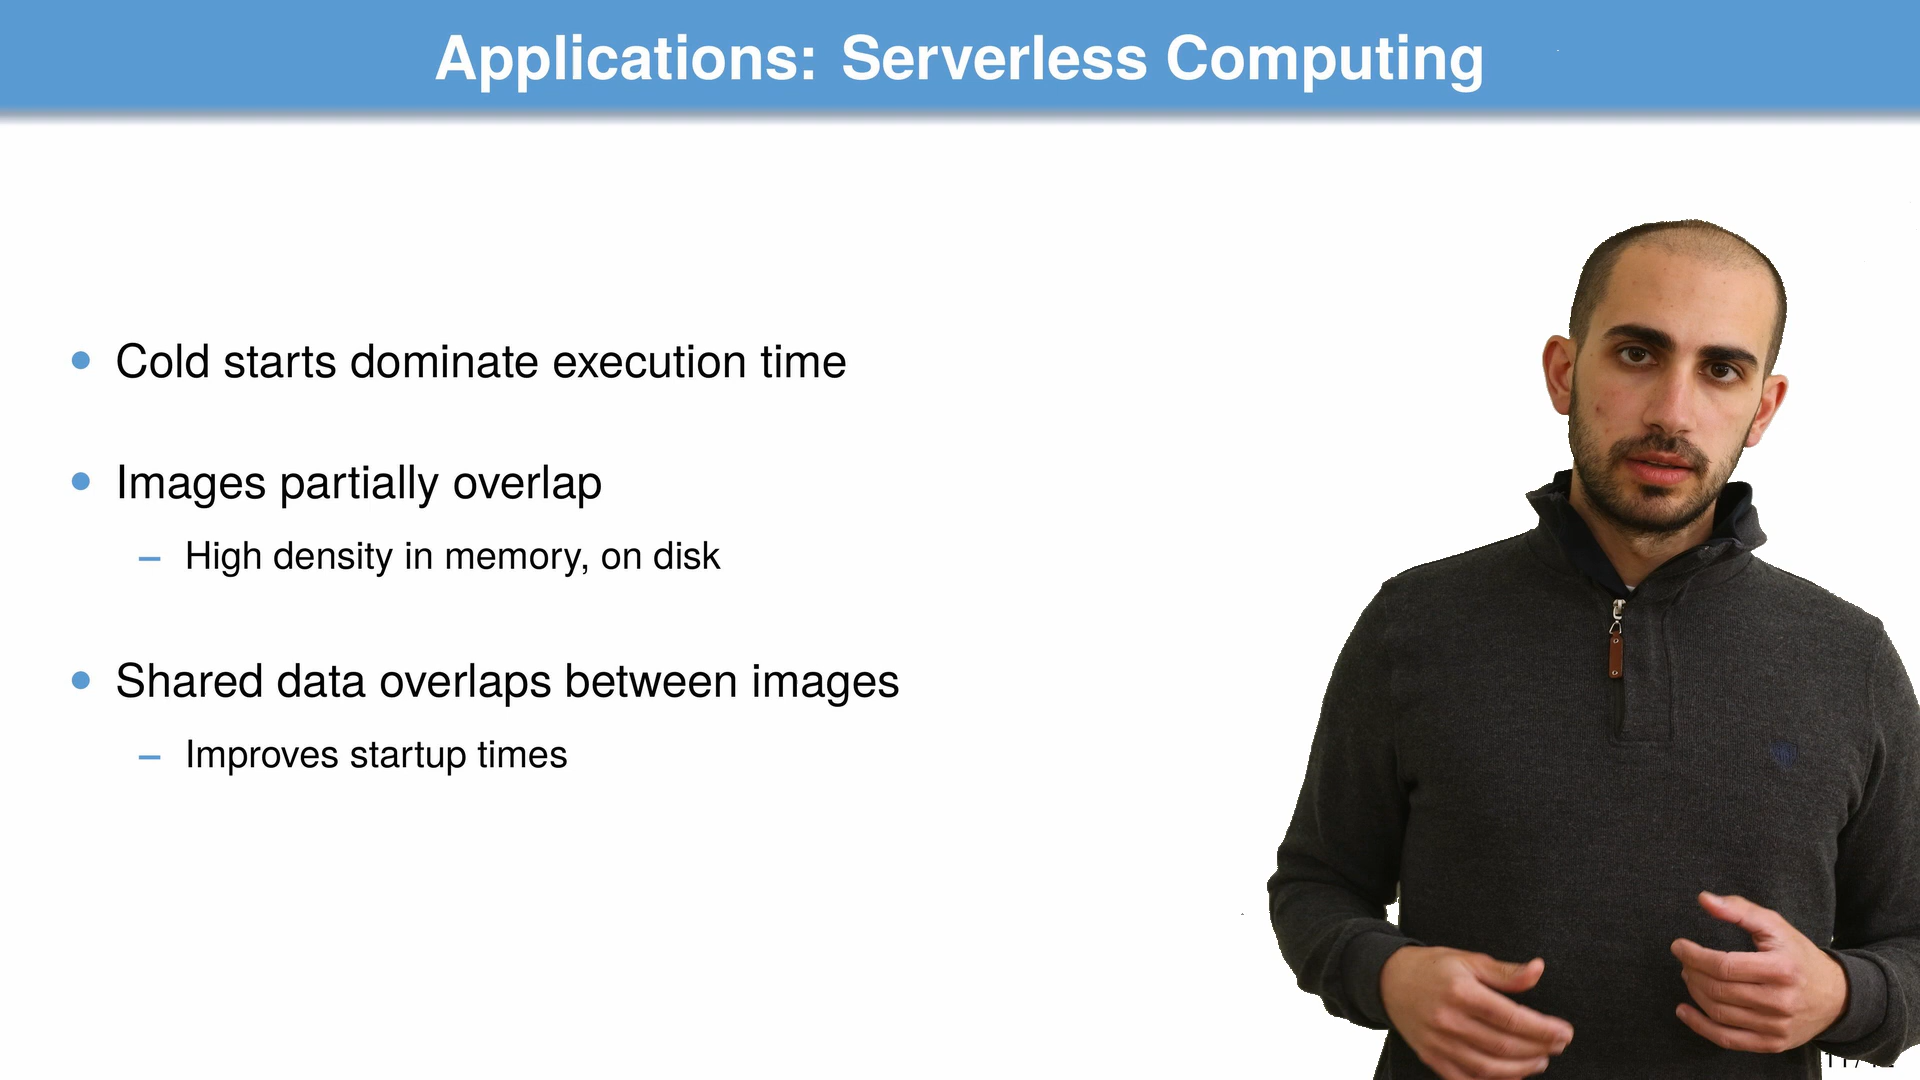 Applications: Serverless Computing
Cold starts dominate execution time
Images partially overlap
– High density in memory, on disk
Shared data overlaps between images
– Improves startup times